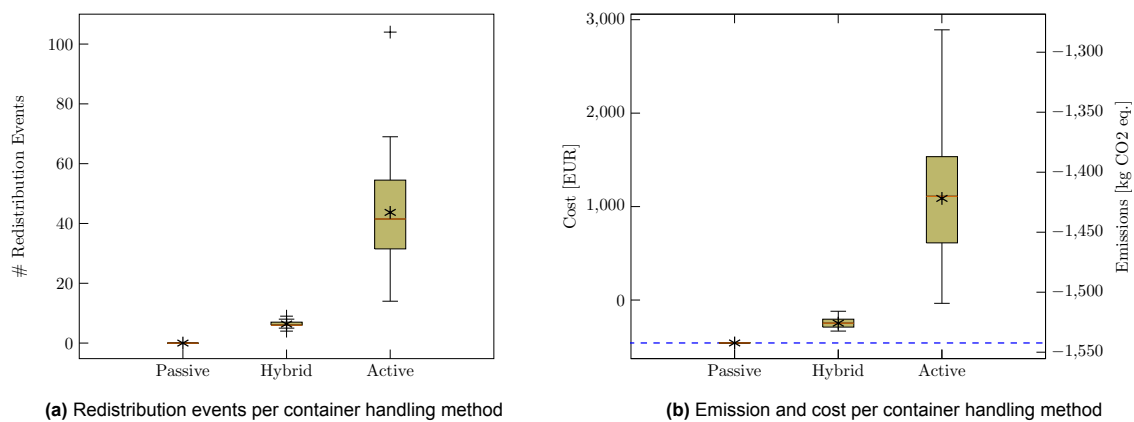 # Redistribution Events
100
80
60
40
20
0
Passive Hybrid Active
(a) Redistribution events per container handling method
Cost [EUR]
3,000
2,000
1,000
0
Passive Hybrid Active
−1,300
−1,350
−1,400
−1,450
−1,500
−1,550
Emissions [kg CO2 eq.]
(b) Emission and cost per container handling method